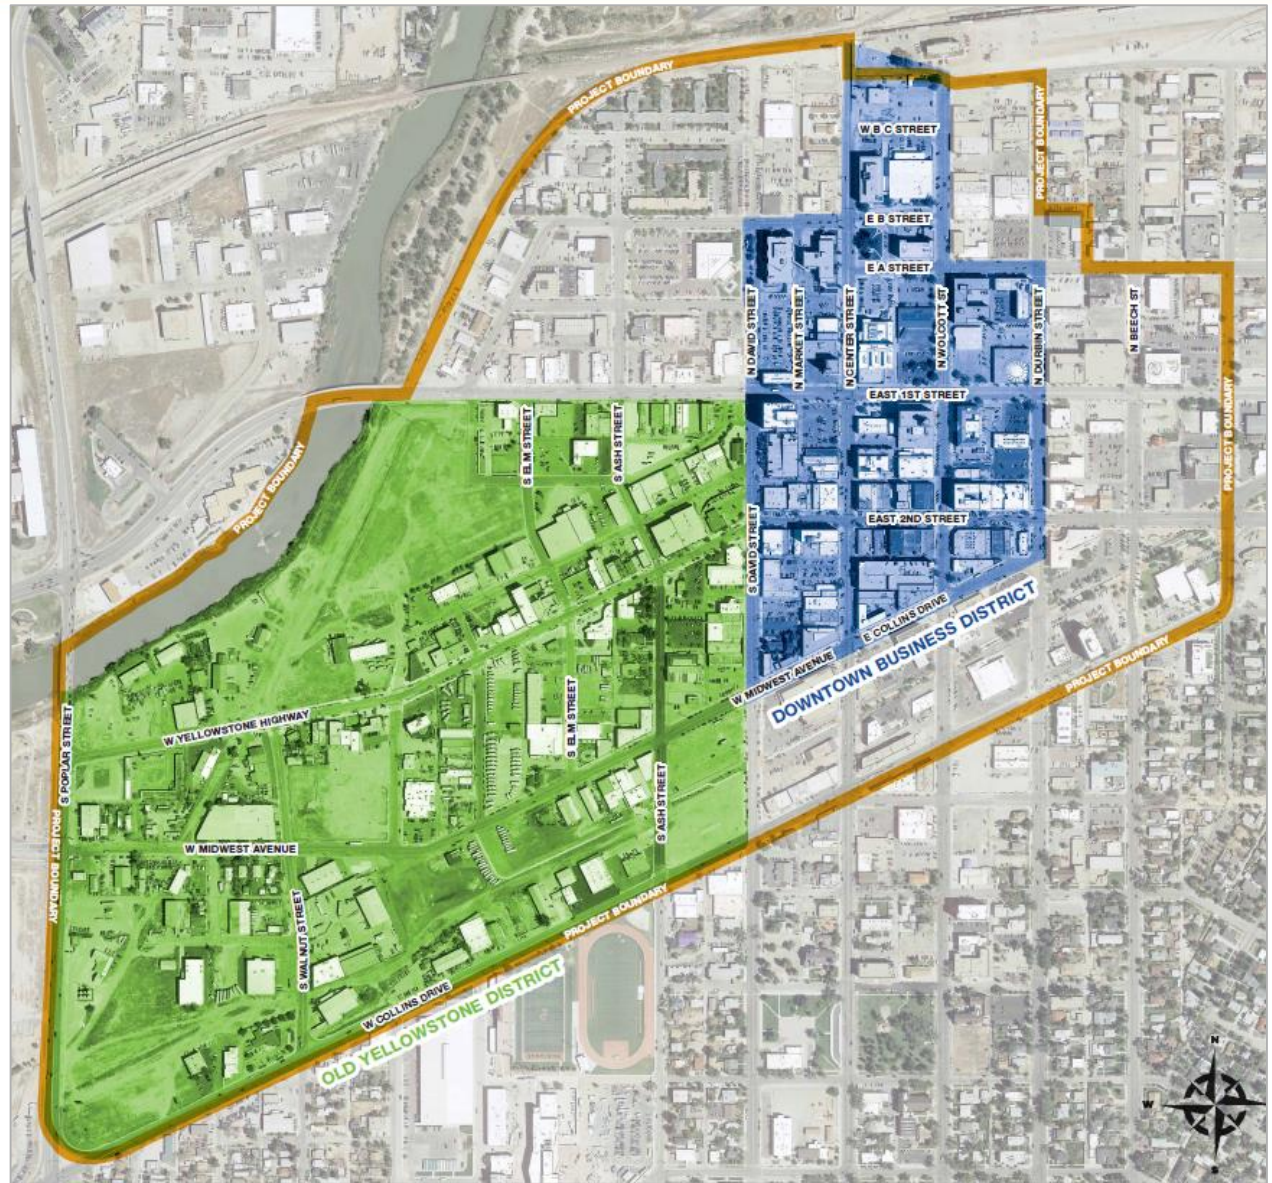 PROJECT BOUNDARY
W B C STREET
PROJECT BOUNDARY
E B STREET
E A STREET
N DAVID STREET
N MARKET STREET
N CENTER STREET
N WOLCOTT ST
N DURBIN STREET
N BEECH ST
EAST 1ST STREET
PROJECT BOUNDARY
S ELM STREET
S ASH STREET
PROJECT BOUNDARY
EAST 2ND STREET
S DAVID STREET
E COLLINS DRIVE
W MIDWEST AVENUE
DOWNTOWN BUSINESS DISTRICT
PROJECT BOUNDARY
W YELLOWSTONE HIGHWAY
S POPLAR STREET
S ELM STREET
S ASH STREET
PROJECT BOUNDARY
W MIDWEST AVENUE
S WALNUT STREET
PROJECT BOUNDARY
W COLLINS DRIVE
OLD YELLOWSTONE DISTRICT
N
W
S